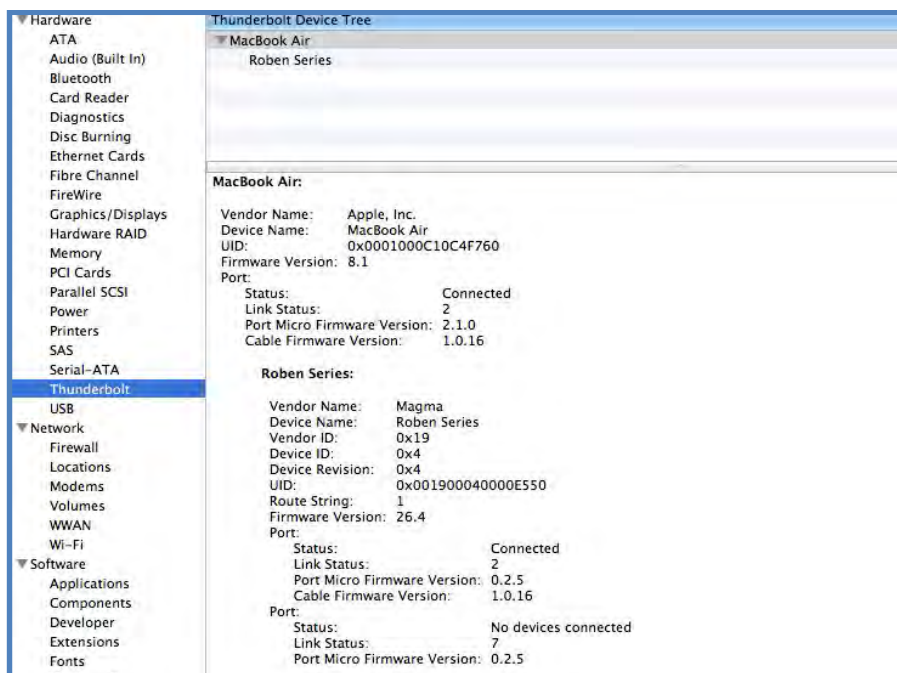 Hardware
ATA
Audio (Built In)
Bluetooth
Card Reader
Diagnostics
Disc Burning
Ethernet Cards
Fibre Channel
FireWire
Graphics/Displays
Hardware RAID
Memory
PCI Cards
Parallel SCSI
Power
Printers
SAS
Serial-ATA
Thunderbolt
USB
Network
Firewall
Locations
Modems
Volumes
WWAN
Wi-Fi
Software
Applications
Components
Developer
Extensions
Fonts
Thunderbolt Device Tree
MacBook Air
Roben Series
MacBook Air:
Vendor Name: Apple, Inc.
Device Name: MacBook Air
UID: 0x0001000C10C4F760
Firmware Version: 8.1
Port:
Status: Connected
Link Status: 2
Port Micro Firmware Version: 2.1.0
Cable Firmware Version: 1.0.16
Roben Series:
Vendor Name: Magma
Device Name: Roben Series
Vendor ID: 0x19
Device ID: 0x4
Device Revision: 0x4
UID: 0x001900040000E550
Route String: 1
Firmware Version: 26.4
Port:
Status: Connected
Link Status: 2
Port Micro Firmware Version: 0.2.5
Cable Firmware Version: 1.0.16
Port:
Status: No devices connected
Link Status: 7
Port Micro Firmware Version: 0.2.5